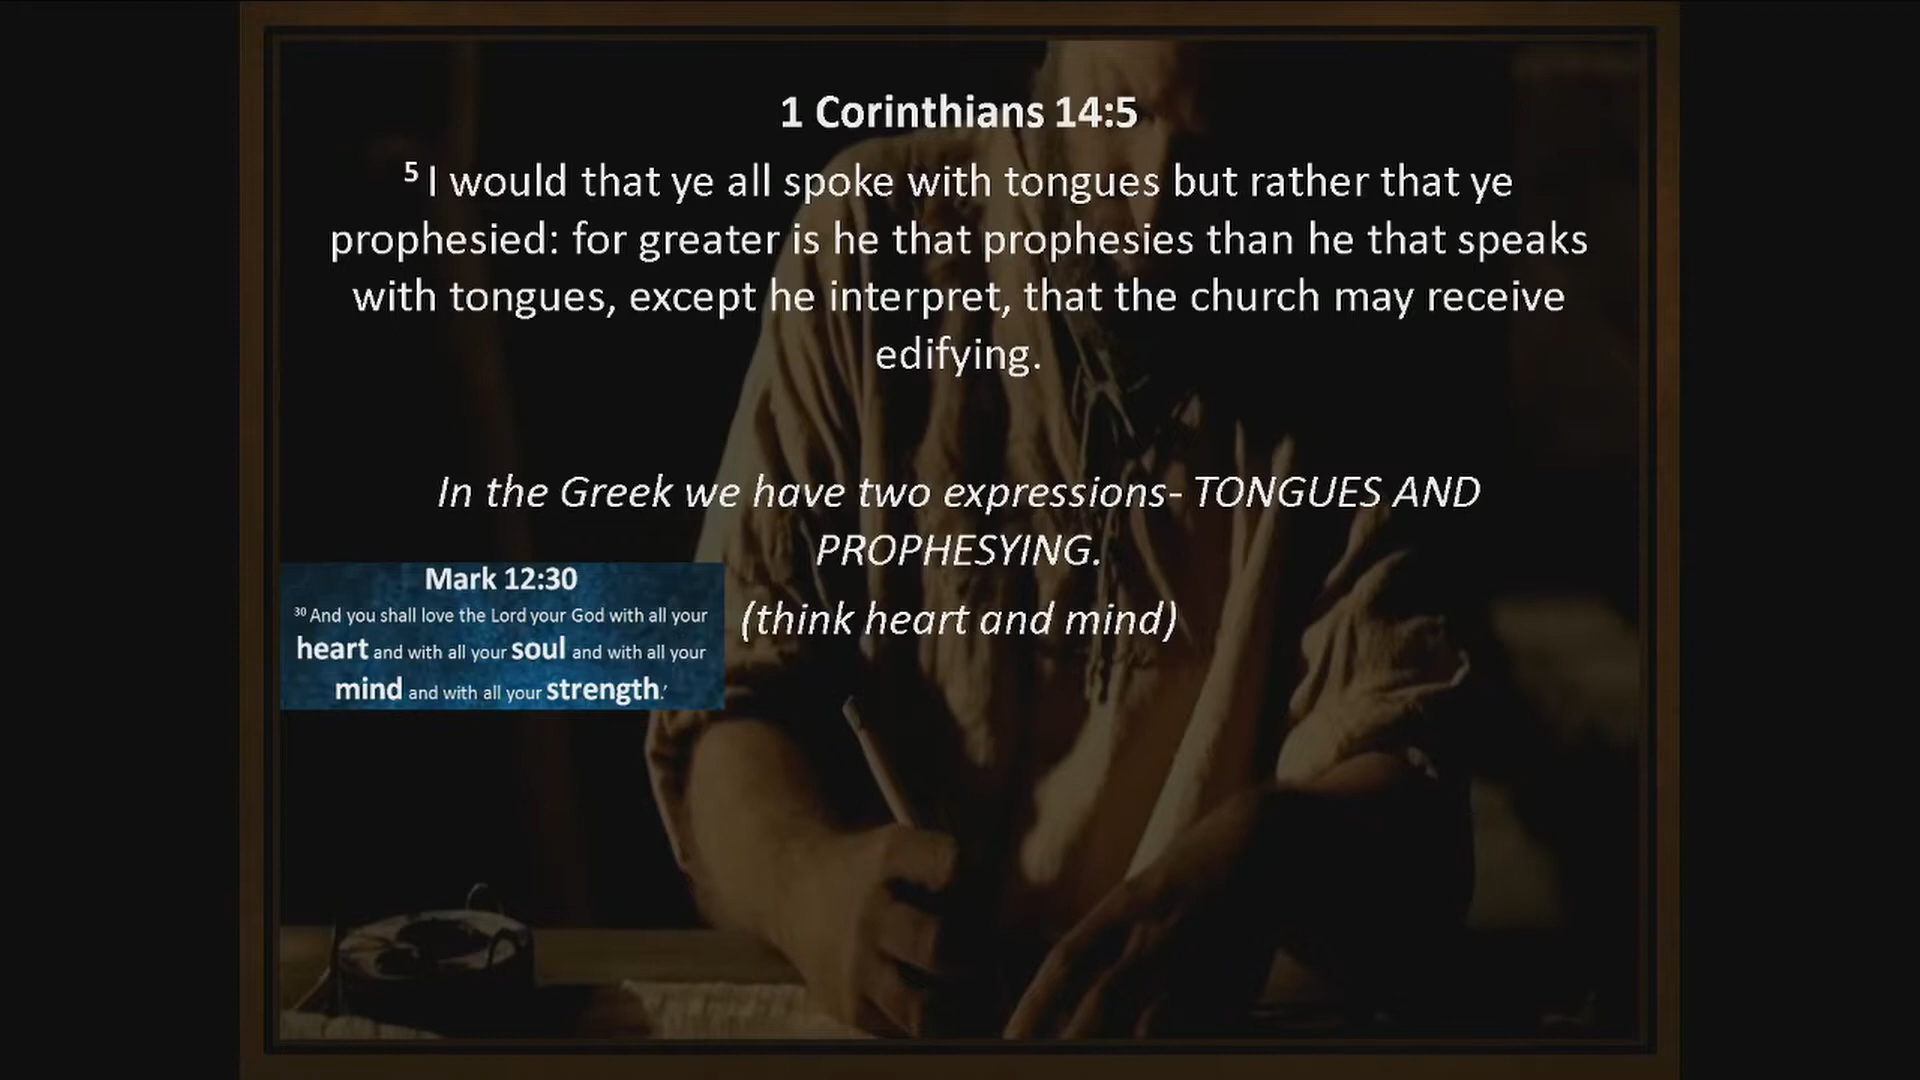 1 Corinthians 14:5
5 I would that ye all spoke with tongues but rather that ye
prophesied: for greater is he that prophesies than he that speaks
with tongues, except he interpret, that the church may receive
edifying.
In the Greek we have two expressions- TONGUES AND
PROPHESYING.
(think heart and mind)
Mark 12:30
30 And you shall love the Lord your God with all your
heart and with all your soul and with all your
mind and with all your strength.’